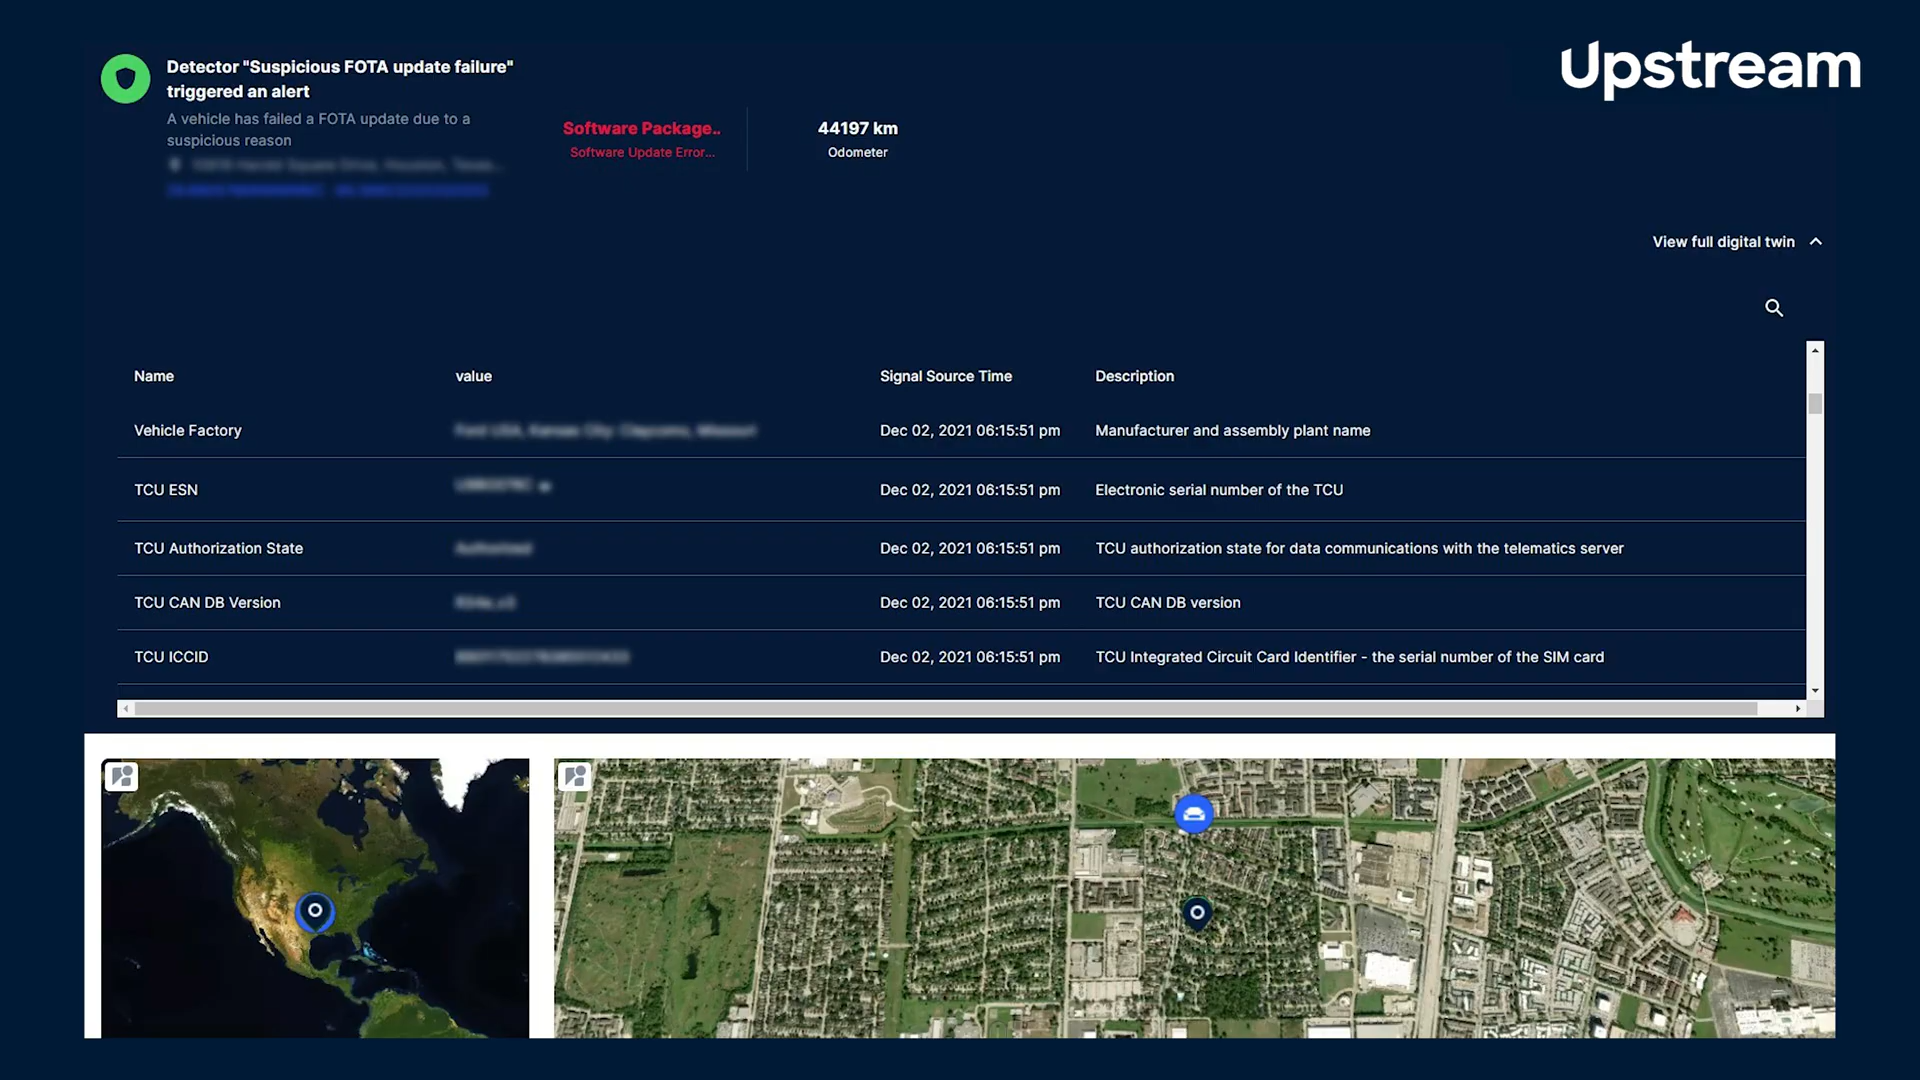 Upstream
Detector "Suspicious FOTA update failure"
triggered an alert
A vehicle has failed a FOTA update due to a
suspicious reason
Software Package..
Software Update Error...
44197 km
Odometer
View full digital twin
Name value Signal Source Time Description
Vehicle Factory Dec 02, 2021 06:15:51 pm Manufacturer and assembly plant name
TCU ESN Dec 02, 2021 06:15:51 pm Electronic serial number of the TCU
TCU Authorization State Dec 02, 2021 06:15:51 pm TCU authorization state for data communications with the telematics server
TCU CAN DB Version Dec 02, 2021 06:15:51 pm TCU CAN DB version
TCU ICCID Dec 02, 2021 06:15:51 pm TCU Integrated Circuit Card Identifier - the serial number of the SIM card